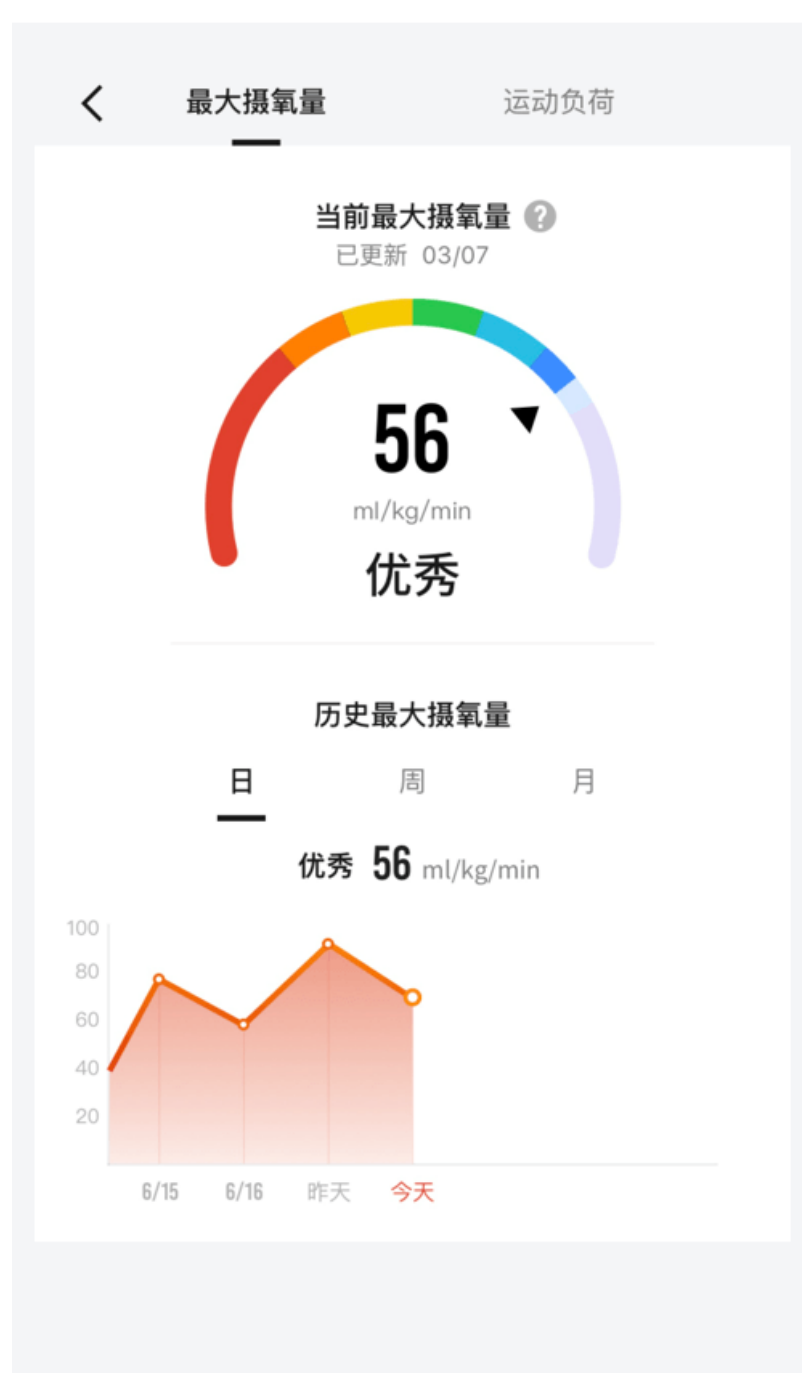 最大摄氧量 运动负荷
当前最大摄氧量 ?
已更新 03/07
56
ml/kg/min
优秀
历史最大摄氧量
日 周 月
优秀 56 ml/kg/min
100
80
60
40
20
6/15 6/16 昨天 今天